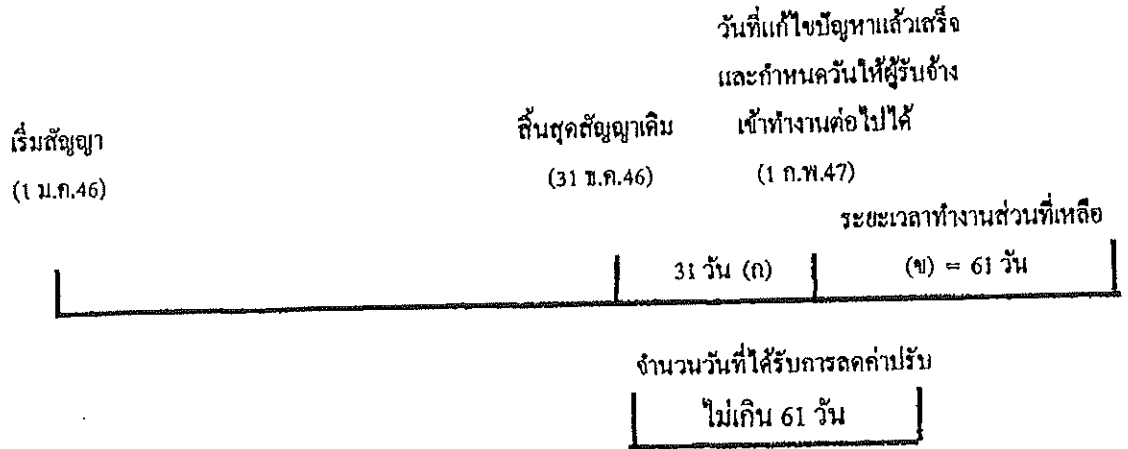 วันที่แก้ไขปัญหาแล้วเสร็จ
และกำหนดวันให้ผู้รับจ้าง
เริ่มสัญญา
สิ้นสุดสัญญาเดิม
เข้าทำงานต่อไปได้
(1 ม.ค.46)
(31 ธ.ค.46)
(1 ก.พ.47)
ระยะเวลาทำงานส่วนที่เหลือ
31 วัน (ก)
(ข) = 61 วัน
จำนวนวันที่ได้รับการลดค่าปรับ
ไม่เกิน 61 วัน